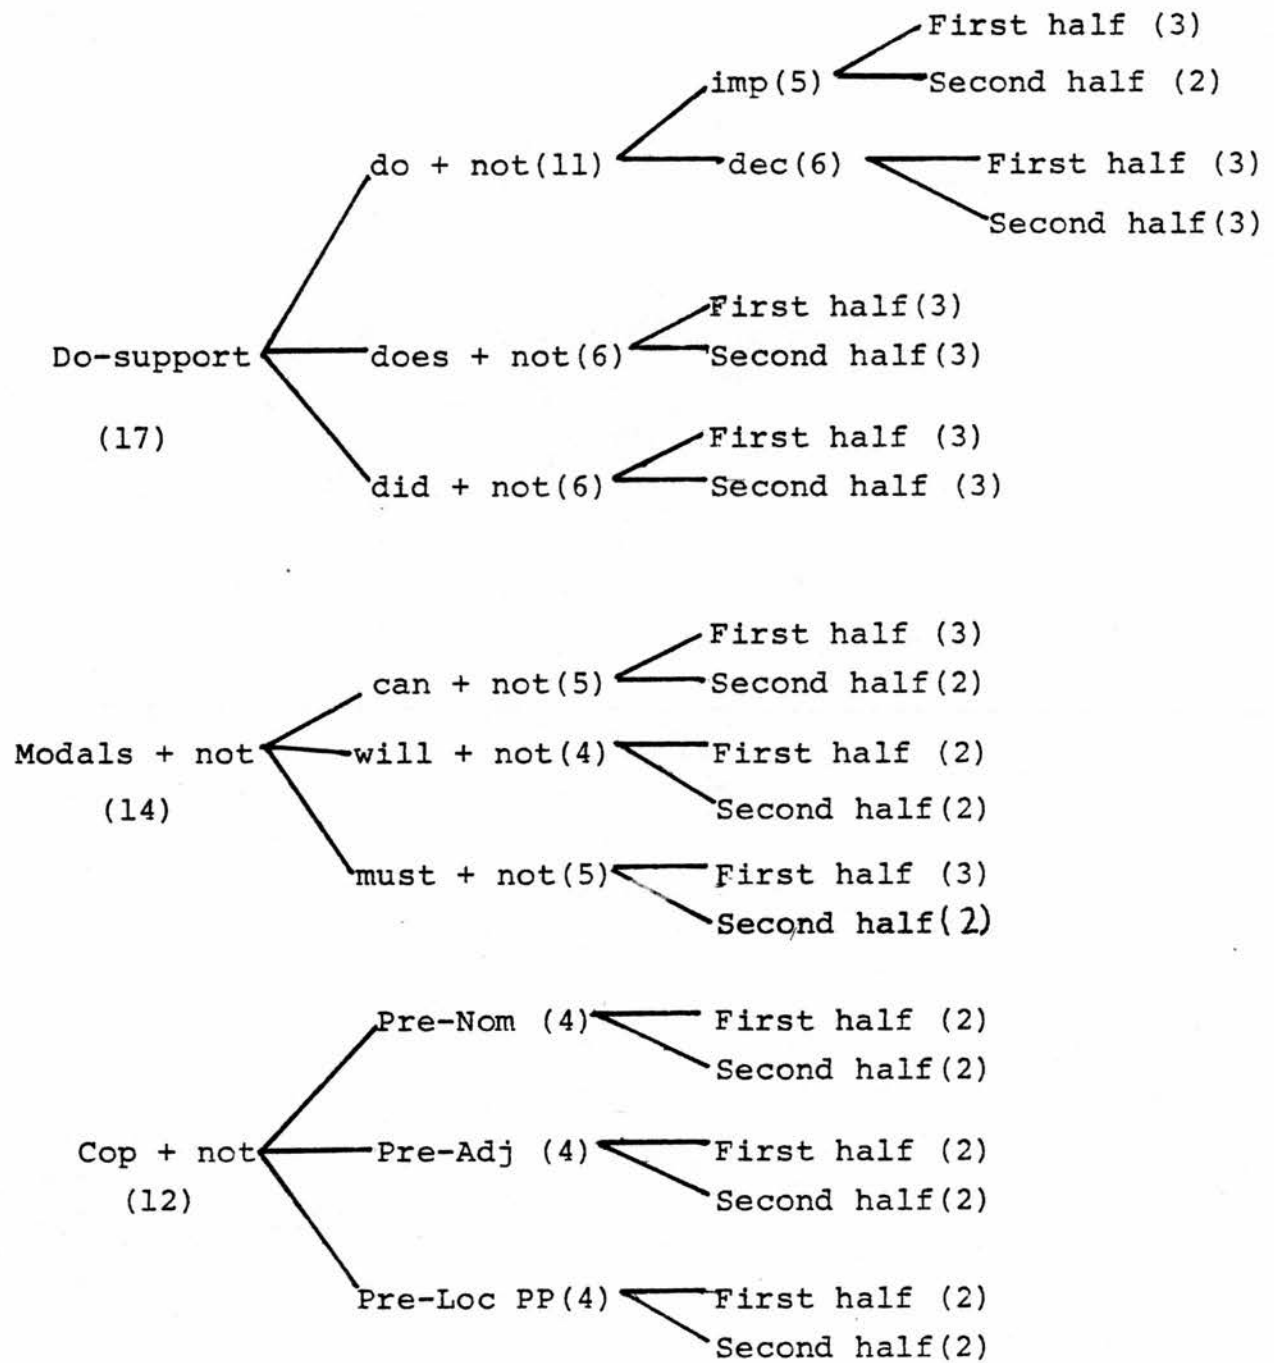 First half (3)
imp(5) Second half (2)
do + not(11) dec(6) First half (3)
Second half(3)
First half(3)
Do-support does + not(6) Second half(3)
(17) First half (3)
did + not(6) Second half (3)
First half (3)
can + not(5) Second half(2)
Modals + not will + not(4) First half (2)
(14) Second half(2)
must + not(5) First half (3)
Second half(2)
Pre-Nom (4) First half (2)
Second half(2)
Cop + not Pre-Adj (4) First half (2)
(12) Second half(2)
Pre-Loc PP(4) First half (2)
Second half(2)